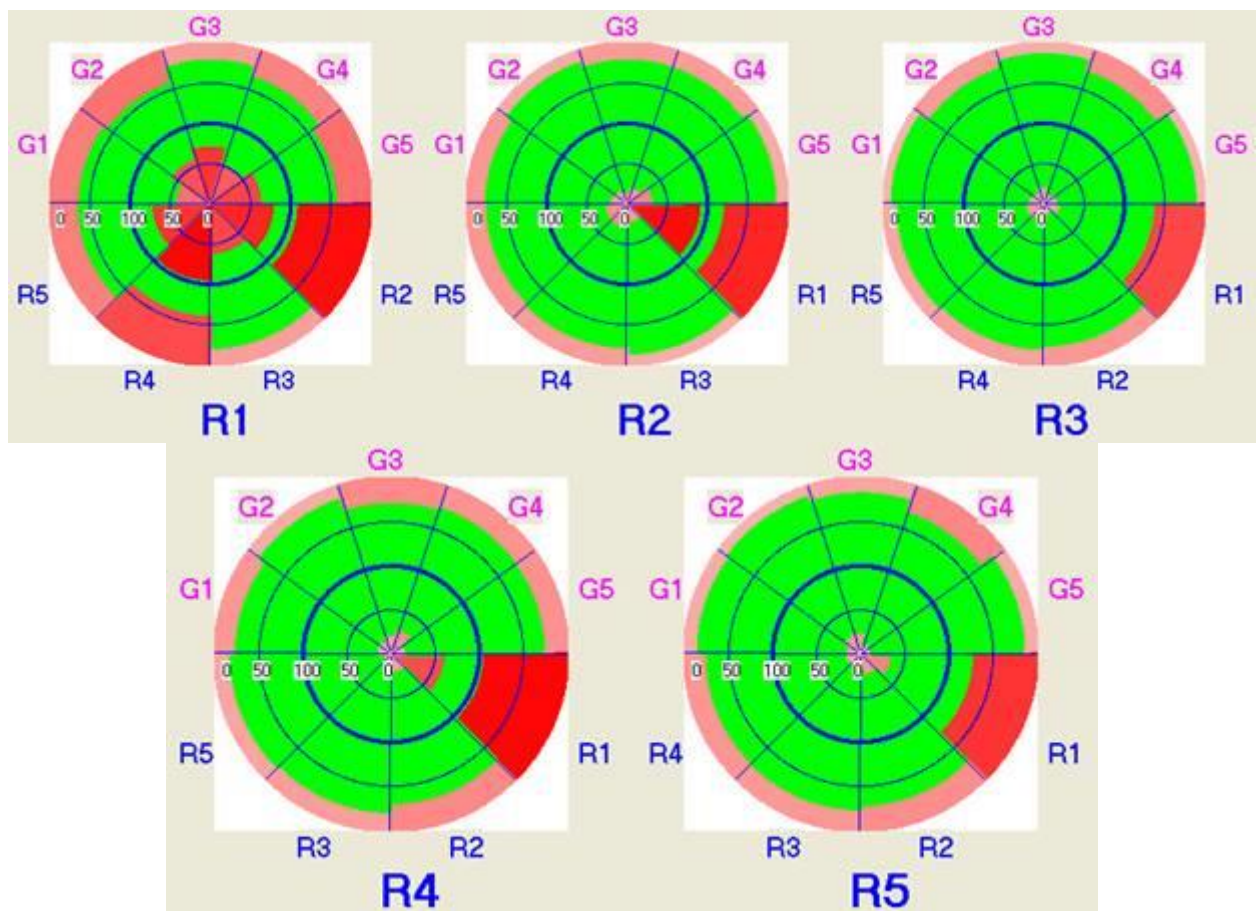 G3 G3 G3
G2 G4 G2 G4 G2 G4
G1 G5 G1 G5 G1 G5
0 50 100 50 0 0 50 100 50 0 0 50 100 50 0
R5 R2 R5 R1 R5 R1
R4 R3 R4 R3 R4 R2
R1 R2 R3
G3 G3
G2 G4 G2 G4
G1 G5 G1 G5
0 50 100 50 0 0 50 100 50 0
R5 R1 R4 R1
R3 R2 R3 R2
R4 R5